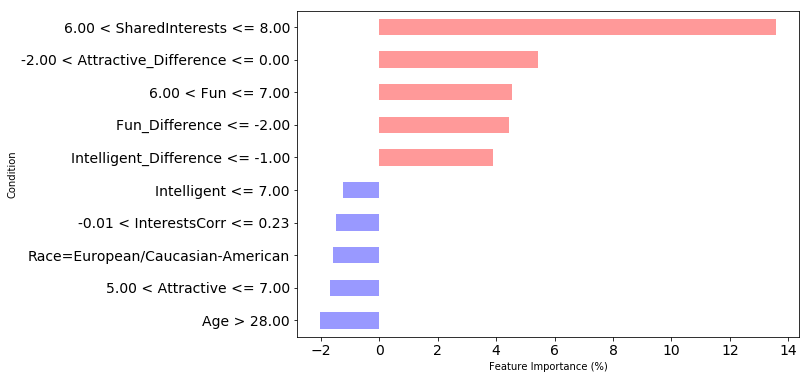 6.00 < SharedInterests <= 8.00
-2.00 < Attractive_Difference <= 0.00
6.00 < Fun <= 7.00
Fun_Difference <= -2.00
Intelligent_Difference <= -1.00
Intelligent <= 7.00
-0.01 < InterestsCorr <= 0.23
Race=European/Caucasian-American
5.00 < Attractive <= 7.00
Age > 28.00
Condition
−2 0 2 4 6 8 10 12 14
Feature Importance (%)